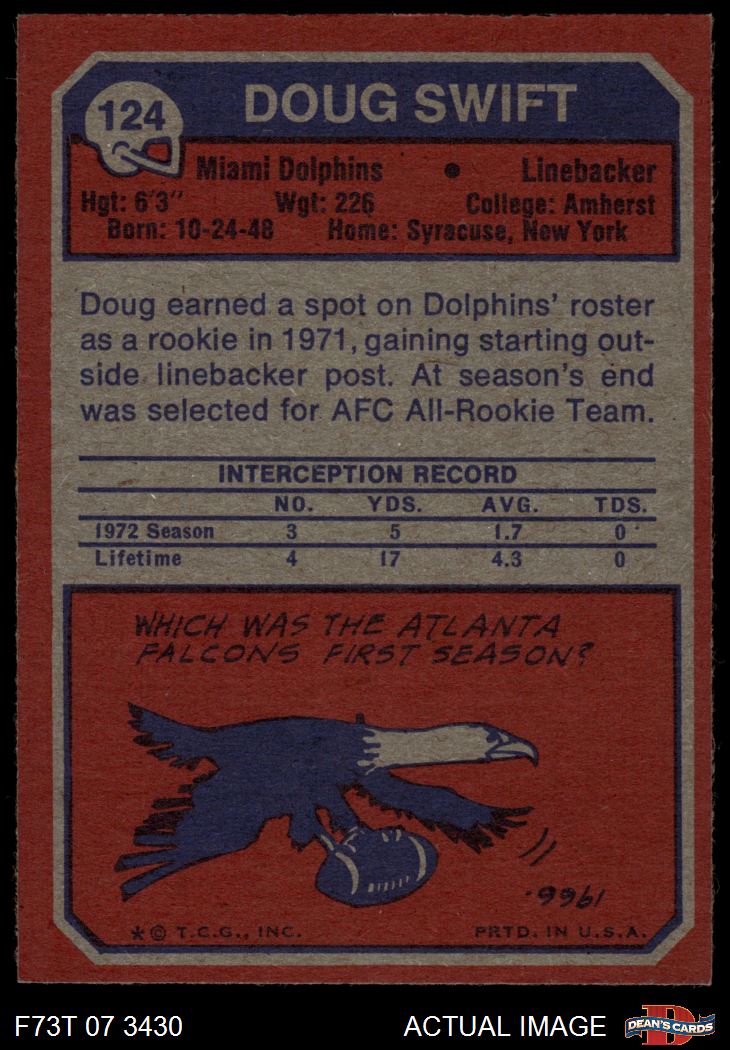 124
DOUG SWIFT
Miami Dolphins • Linebacker
Hgt: 6'3" Wgt: 226 College: Amherst
Born: 10-24-48 Home: Syracuse, New York
Doug earned a spot on Dolphins' roster
as a rookie in 1971, gaining starting out-
side linebacker post. At season's end
was selected for AFC All-Rookie Team.
INTERCEPTION RECORD
NO. YDS. AVG. TDS.
1972 Season 3 5 1.7 0
Lifetime 4 17 4.3 0
WHICH WAS THE ATLANTA
FALCONS FIRST SEASON?
1966.
* © T.C.G., INC. PRTD. IN U.S.A.
F73T 07 3430 ACTUAL IMAGE
D
DEAN'S CARDS